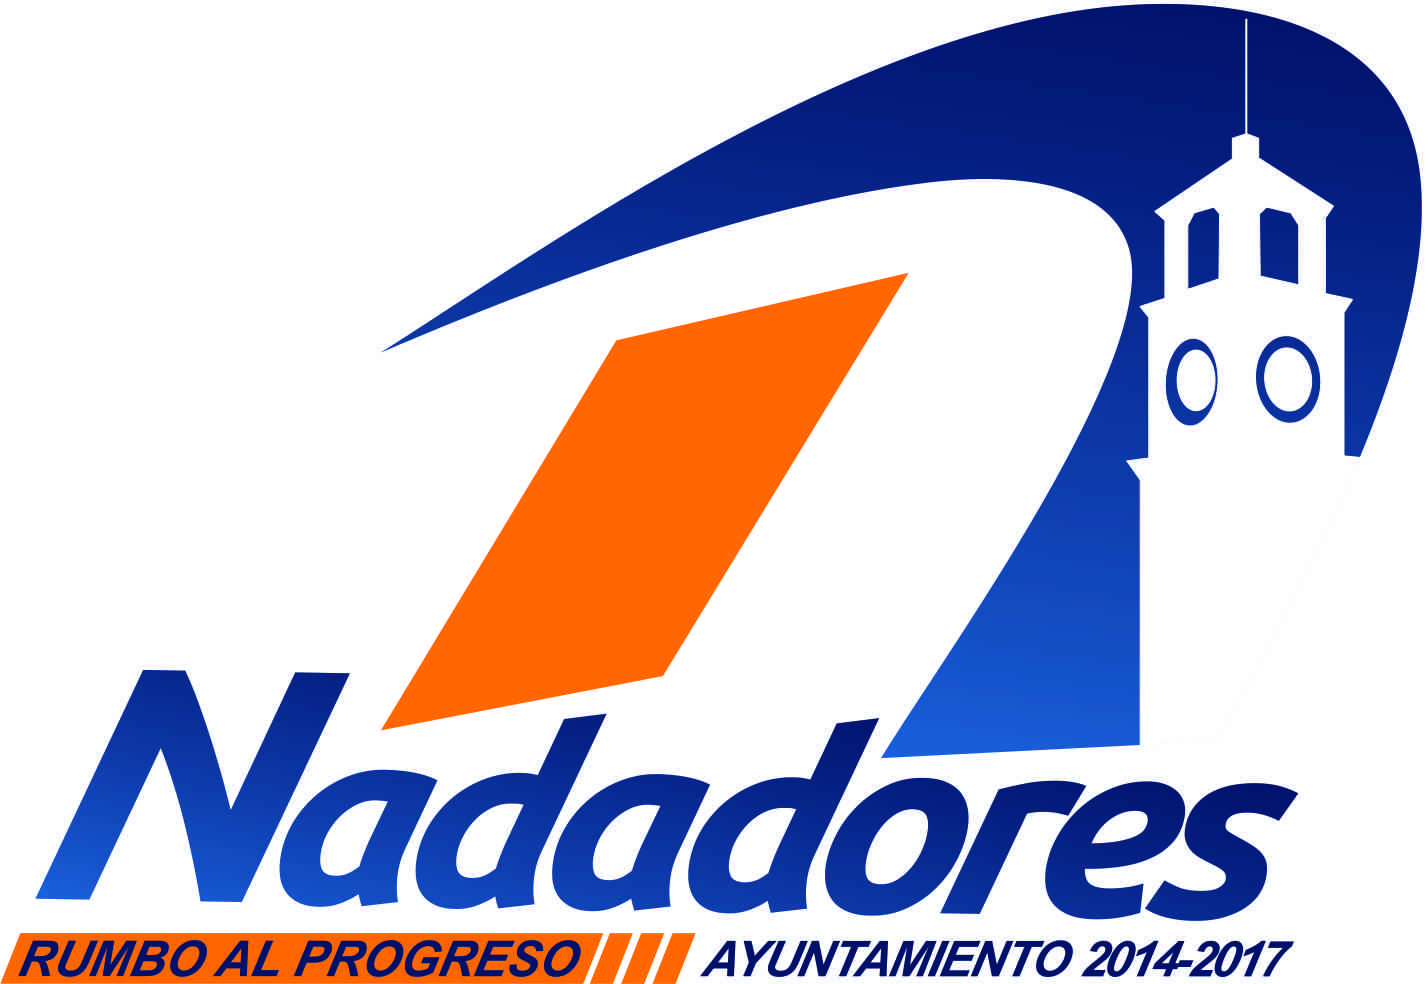 Nadadores
RUMBO AL PROGRESO AYUNTAMIENTO 2014-2017